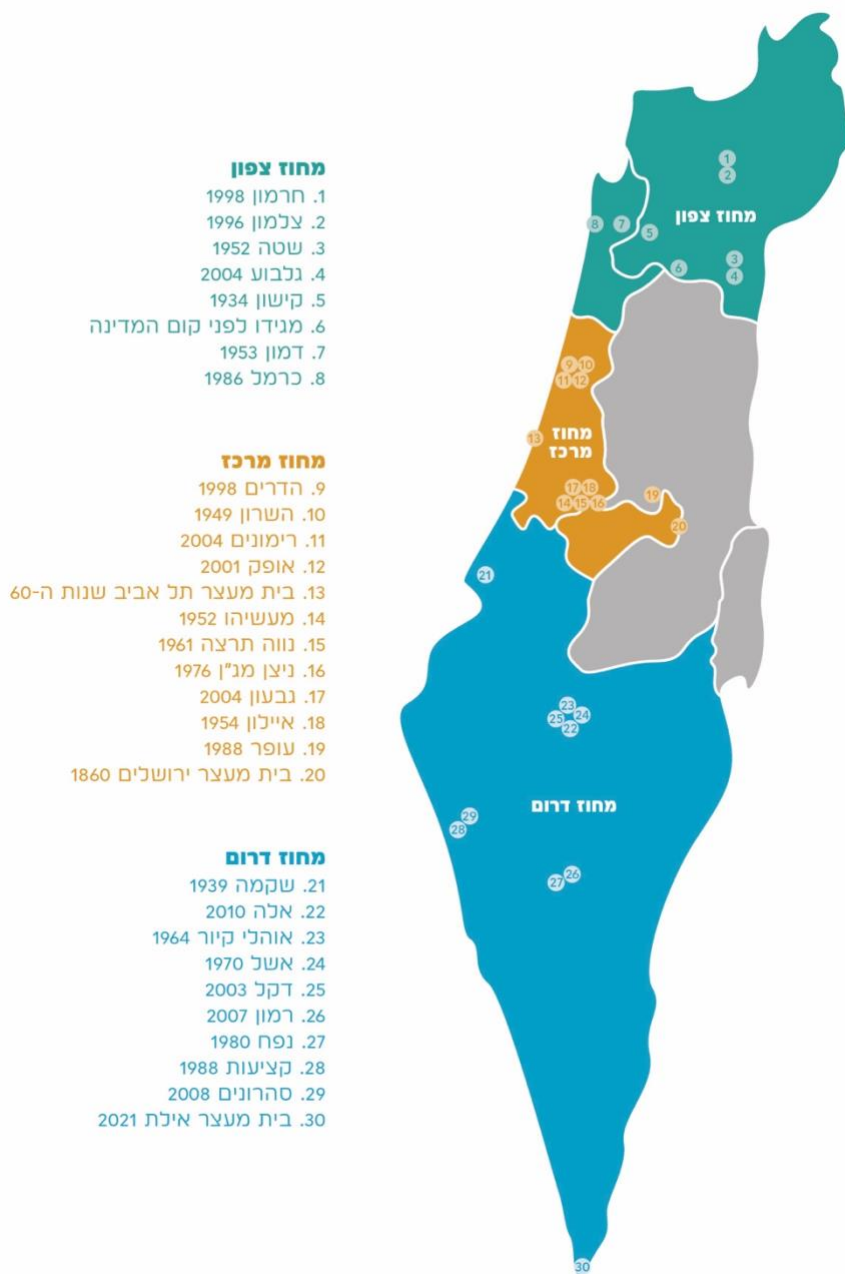 מחוז צפון
1. חרמון 1998
2. צלמון 1996
3. שטה 1952
4. גלבוע 2004
5. קישון 1934
6. מגידו לפני קום המדינה
7. דמון 1953
8. כרמל 1986
מחוז מרכז
9. הדרים 1998
10. השרון 1949
11. רימונים 2004
12. אופק 2001
13. בית מעצר תל אביב שנות ה-60
14. מעשיהו 1952
15. נווה תרצה 1961
16. ניצן מג"ן 1976
17. גבעון 2004
18. איילון 1954
19. עופר 1988
20. בית מעצר ירושלים 1860
מחוז דרום
21. שקמה 1939
22. אלה 2010
23. אוהלי קיור 1964
24. אשל 1970
25. דקל 2003
26. רמון 2007
27. נפח 1980
28. קציעות 1988
29. סהרונים 2008
30. בית מעצר אילת 2021
1
2
מחוז צפון
8
7
5
3
6
4
9
10
11
12
מחוז
מרכז
13
17
18
14
15
16
19
20
21
23
25
24
22
מחוז דרום
29
28
26
27
30